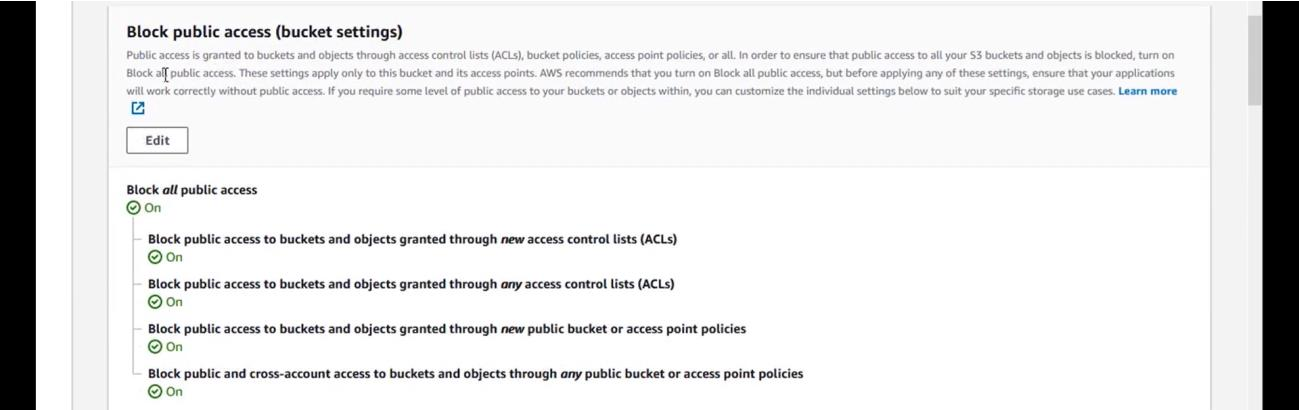 Block public access (bucket settings)
Public access is granted to buckets and objects through access control lists (ACLs), bucket policies, access point policies, or all. In order to ensure that public access to all your S3 buckets and objects is blocked, turn on
Block all public access. These settings apply only to this bucket and its access points. AWS recommends that you turn on Block all public access, but before applying any of these settings, ensure that your applications
will work correctly without public access. If you require some level of public access to your buckets or objects within, you can customize the individual settings below to suit your specific storage use cases. Learn more
Edit
Block all public access
On
Block public access to buckets and objects granted through new access control lists (ACLs)
On
Block public access to buckets and objects granted through any access control lists (ACLs)
On
Block public access to buckets and objects granted through new public bucket or access point policies
On
Block public and cross-account access to buckets and objects through any public bucket or access point policies
On